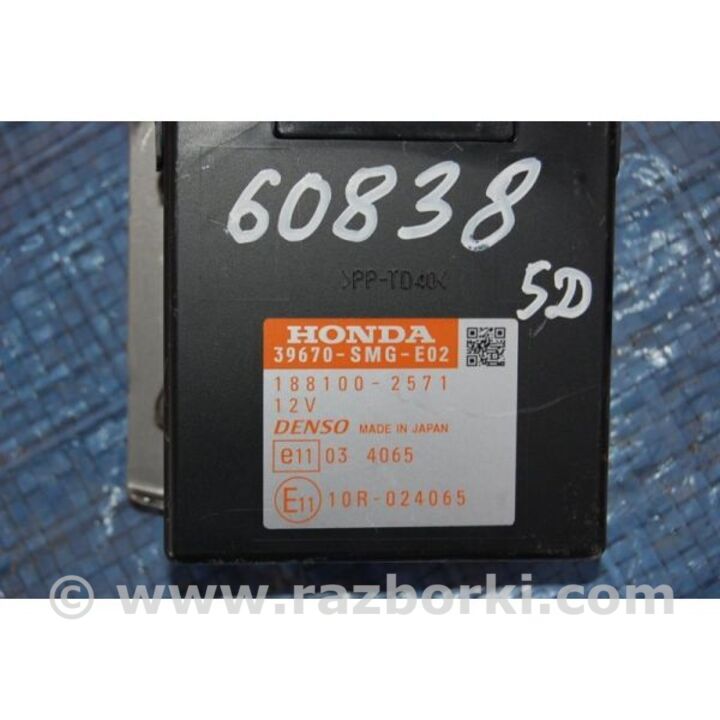 60838
>PP-TD40<
5D
HONDA
39670-SMG-E02
188100-2571
12V
DENSO MADE IN JAPAN
e11 03 4065
E11 10R-024065
© www.razborki.com